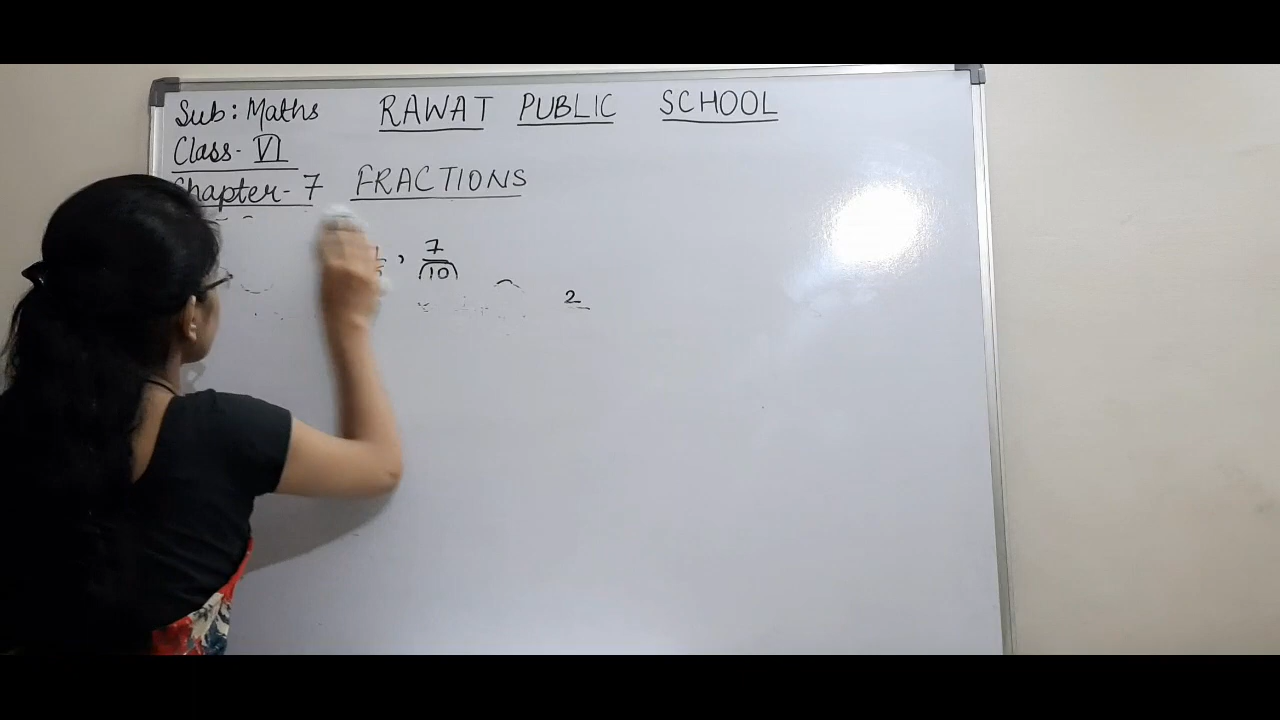 Sub: Maths RAWAT PUBLIC SCHOOL
Class- VI
Chapter- 7 FRACTIONS
, 7/10
2